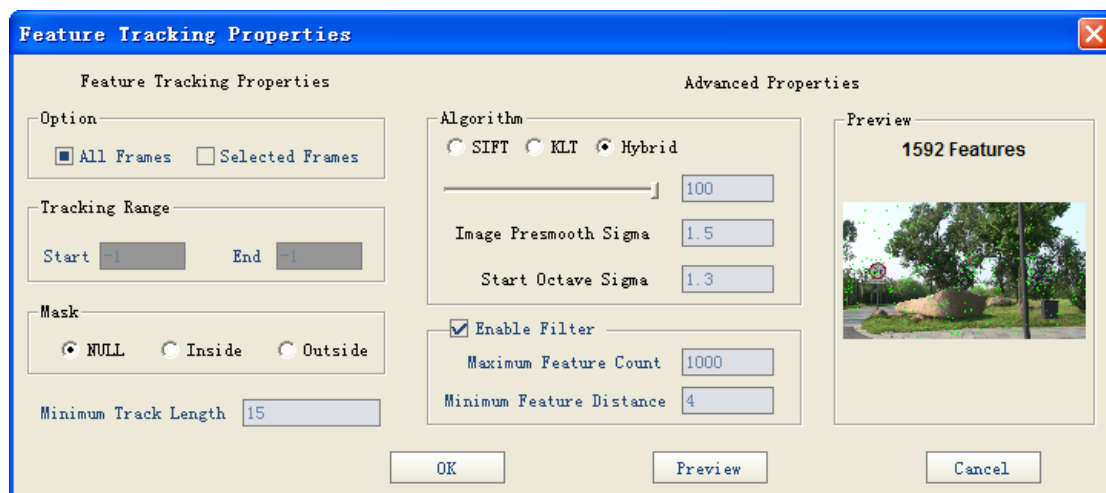 Feature Tracking Properties
Feature Tracking Properties
Advanced Properties
Option
All Frames
Selected Frames
Tracking Range
Start -1 End -1
Mask
NULL
Inside
Outside
Minimum Track Length 15
Algorithm
SIFT
KLT
Hybrid
100
Image Presmooth Sigma 1.5
Start Octave Sigma 1.3
Enable Filter
Maximum Feature Count 1000
Minimum Feature Distance 4
Preview
1592 Features
OK
Preview
Cancel